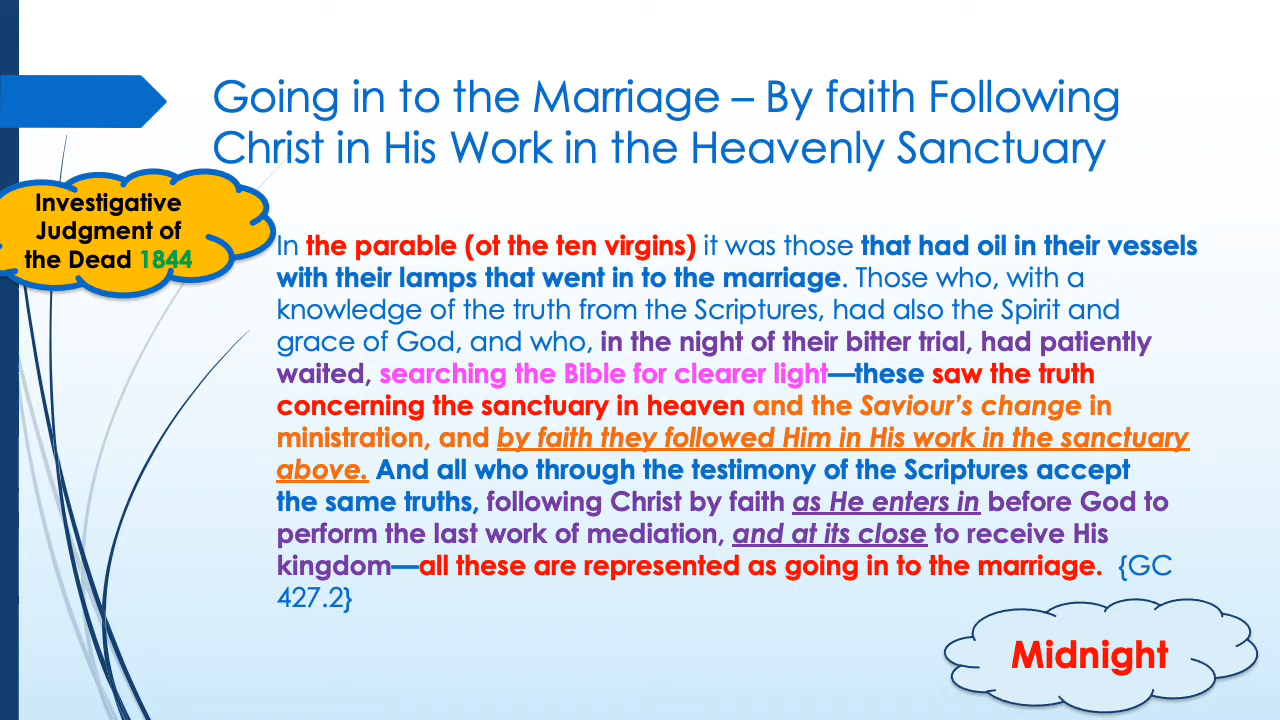 Going in to the Marriage – By faith Following
Christ in His Work in the Heavenly Sanctuary
Investigative
Judgment of
the Dead 1844
In the parable (ot the ten virgins) it was those that had oil in their vessels
with their lamps that went in to the marriage. Those who, with a
knowledge of the truth from the Scriptures, had also the Spirit and
grace of God, and who, in the night of their bitter trial, had patiently
waited, searching the Bible for clearer light—these saw the truth
concerning the sanctuary in heaven and the Saviour’s change in
ministration, and by faith they followed Him in His work in the sanctuary
above. And all who through the testimony of the Scriptures accept
the same truths, following Christ by faith as He enters in before God to
perform the last work of mediation, and at its close to receive His
kingdom—all these are represented as going in to the marriage. {GC
427.2}
Midnight